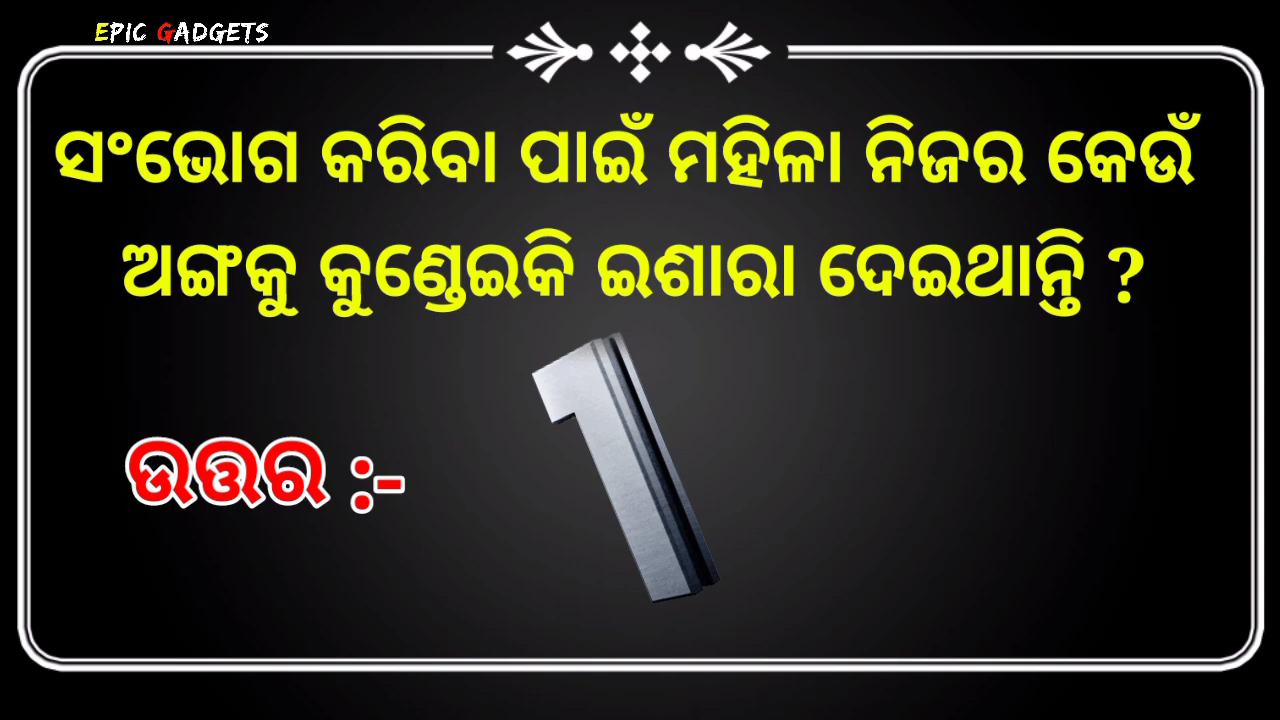 EPIC GADGETS
ସଂଭୋଗ କରିବା ପାଇଁ ମହିଳା ନିଜର କେଉଁ
ଅଙ୍ଗକୁ କୁଣ୍ଡେଇକି ଇଶାରା ଦେଇଥାନ୍ତି ?
ଉତ୍ତର :-
1